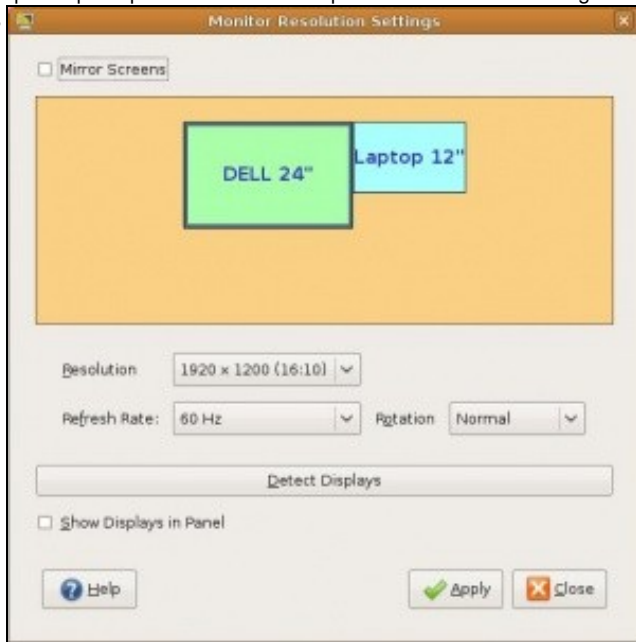 Monitor Resolution Settings
Mirror Screens
DELL 24"
Laptop 12"
Resolution
1920 x 1200 (16:10)
Refresh Rate:
60 Hz
Rotation
Normal
Detect Displays
Show Displays in Panel
Help
Apply
Close